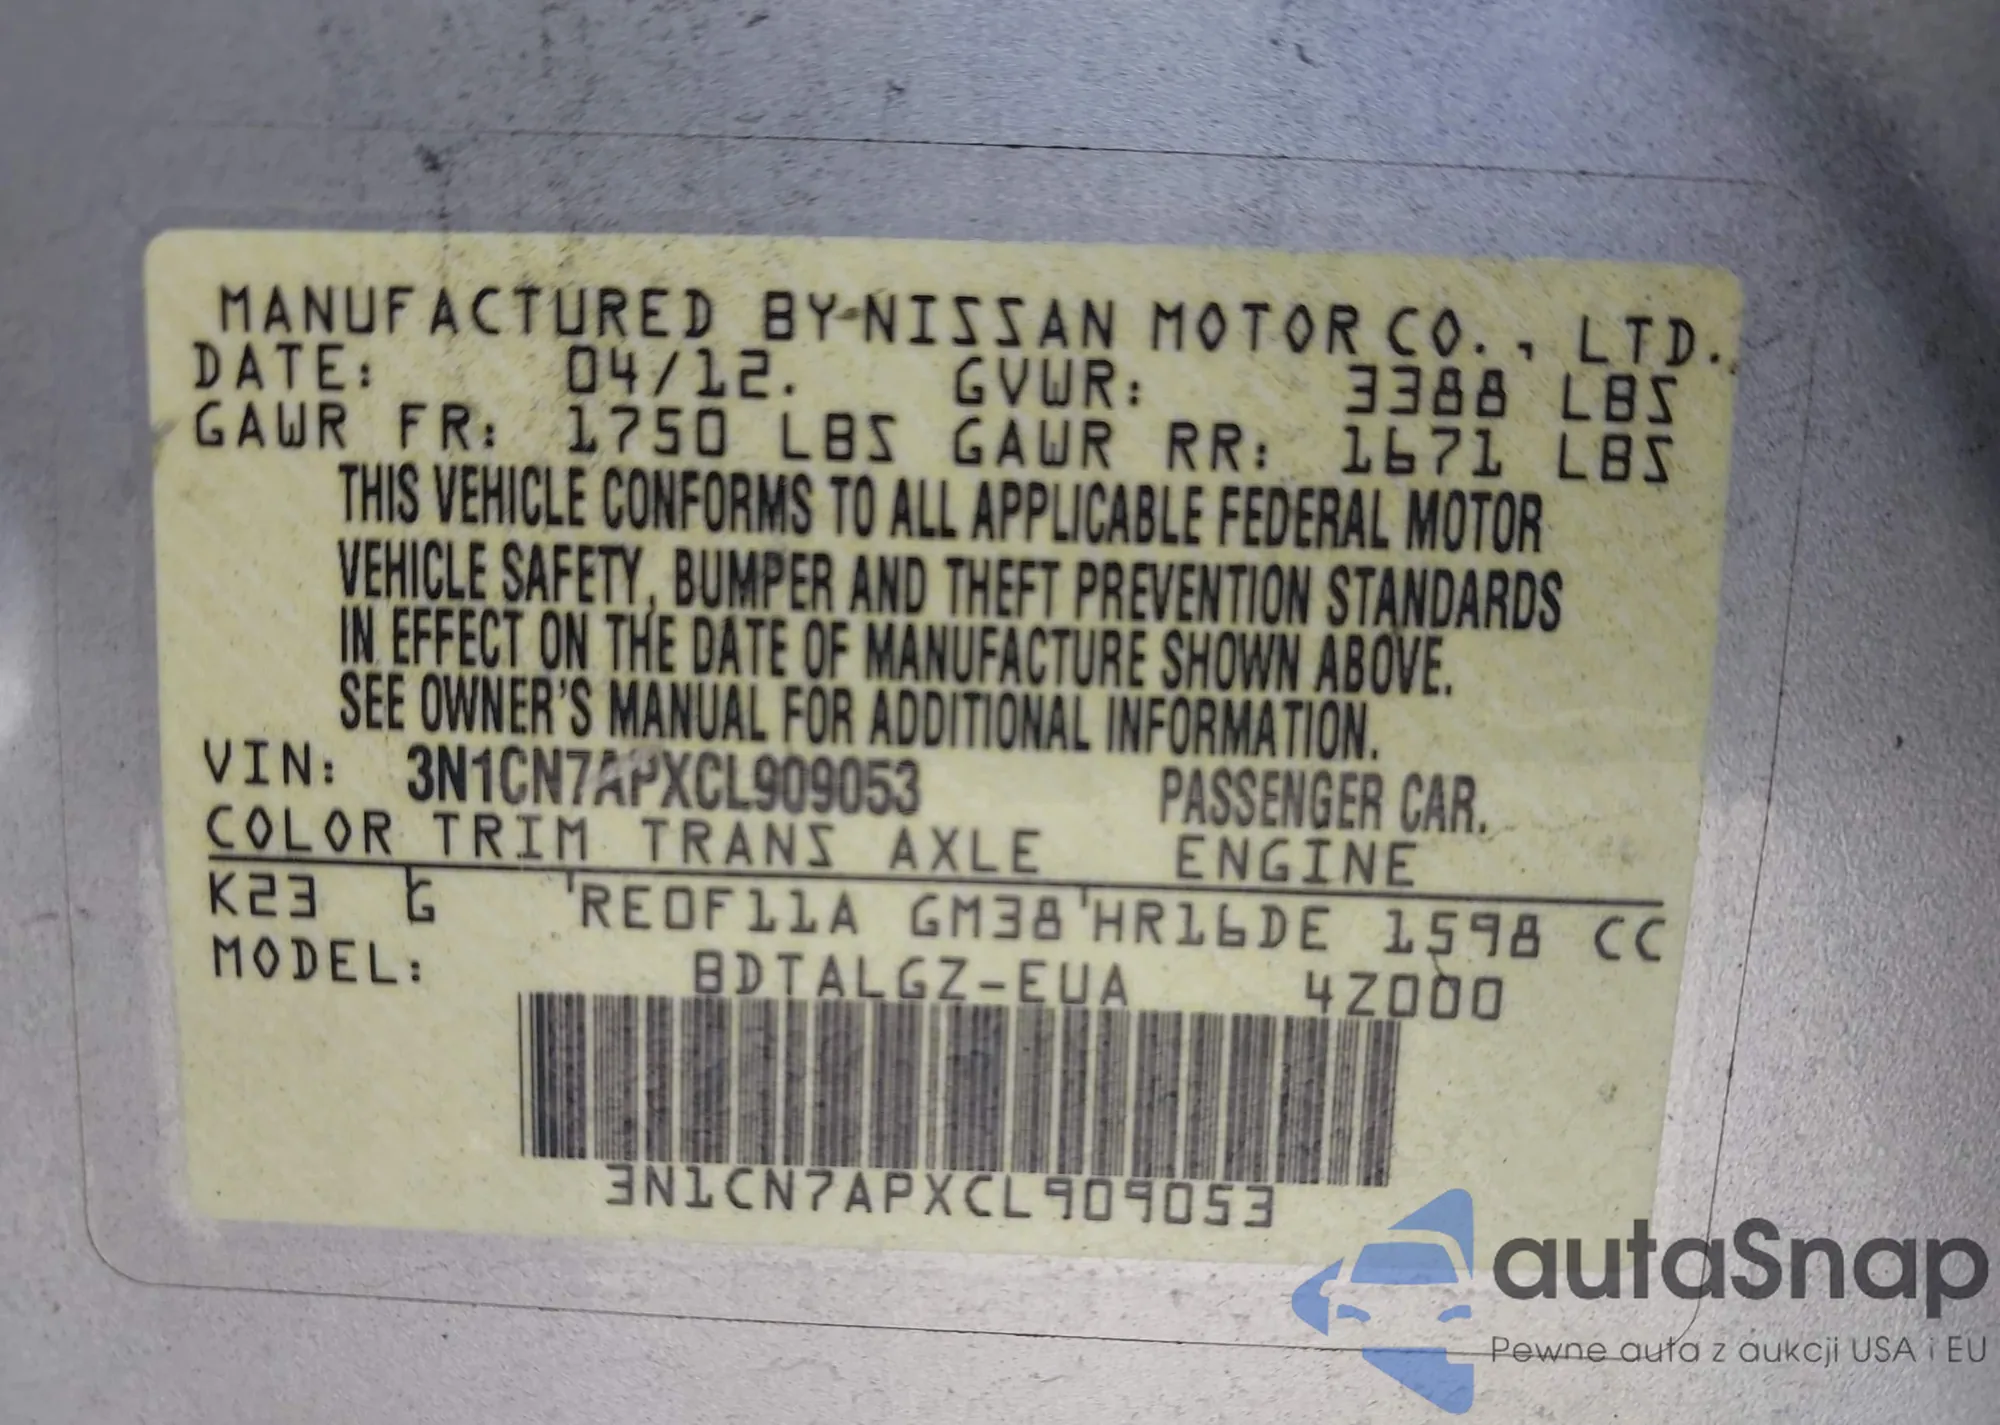 MANUFACTURED BY NISSAN MOTOR CO., LTD.
DATE: 04/12. GVWR: 3388 LBS
GAWR FR: 1750 LBS GAWR RR: 1671 LBS
THIS VEHICLE CONFORMS TO ALL APPLICABLE FEDERAL MOTOR
VEHICLE SAFETY, BUMPER AND THEFT PREVENTION STANDARDS
IN EFFECT ON THE DATE OF MANUFACTURE SHOWN ABOVE.
SEE OWNER'S MANUAL FOR ADDITIONAL INFORMATION.
VIN: 3N1CN7APXCL909053 PASSENGER CAR.
COLOR TRIM TRANS AXLE ENGINE
K23 G RE0F11A GM38 HR16DE 1598 CC
MODEL: BDTALGZ-EUA 4Z000
3N1CN7APXCL909053
autaSnap
Pewne auta z aukcji USA i EU